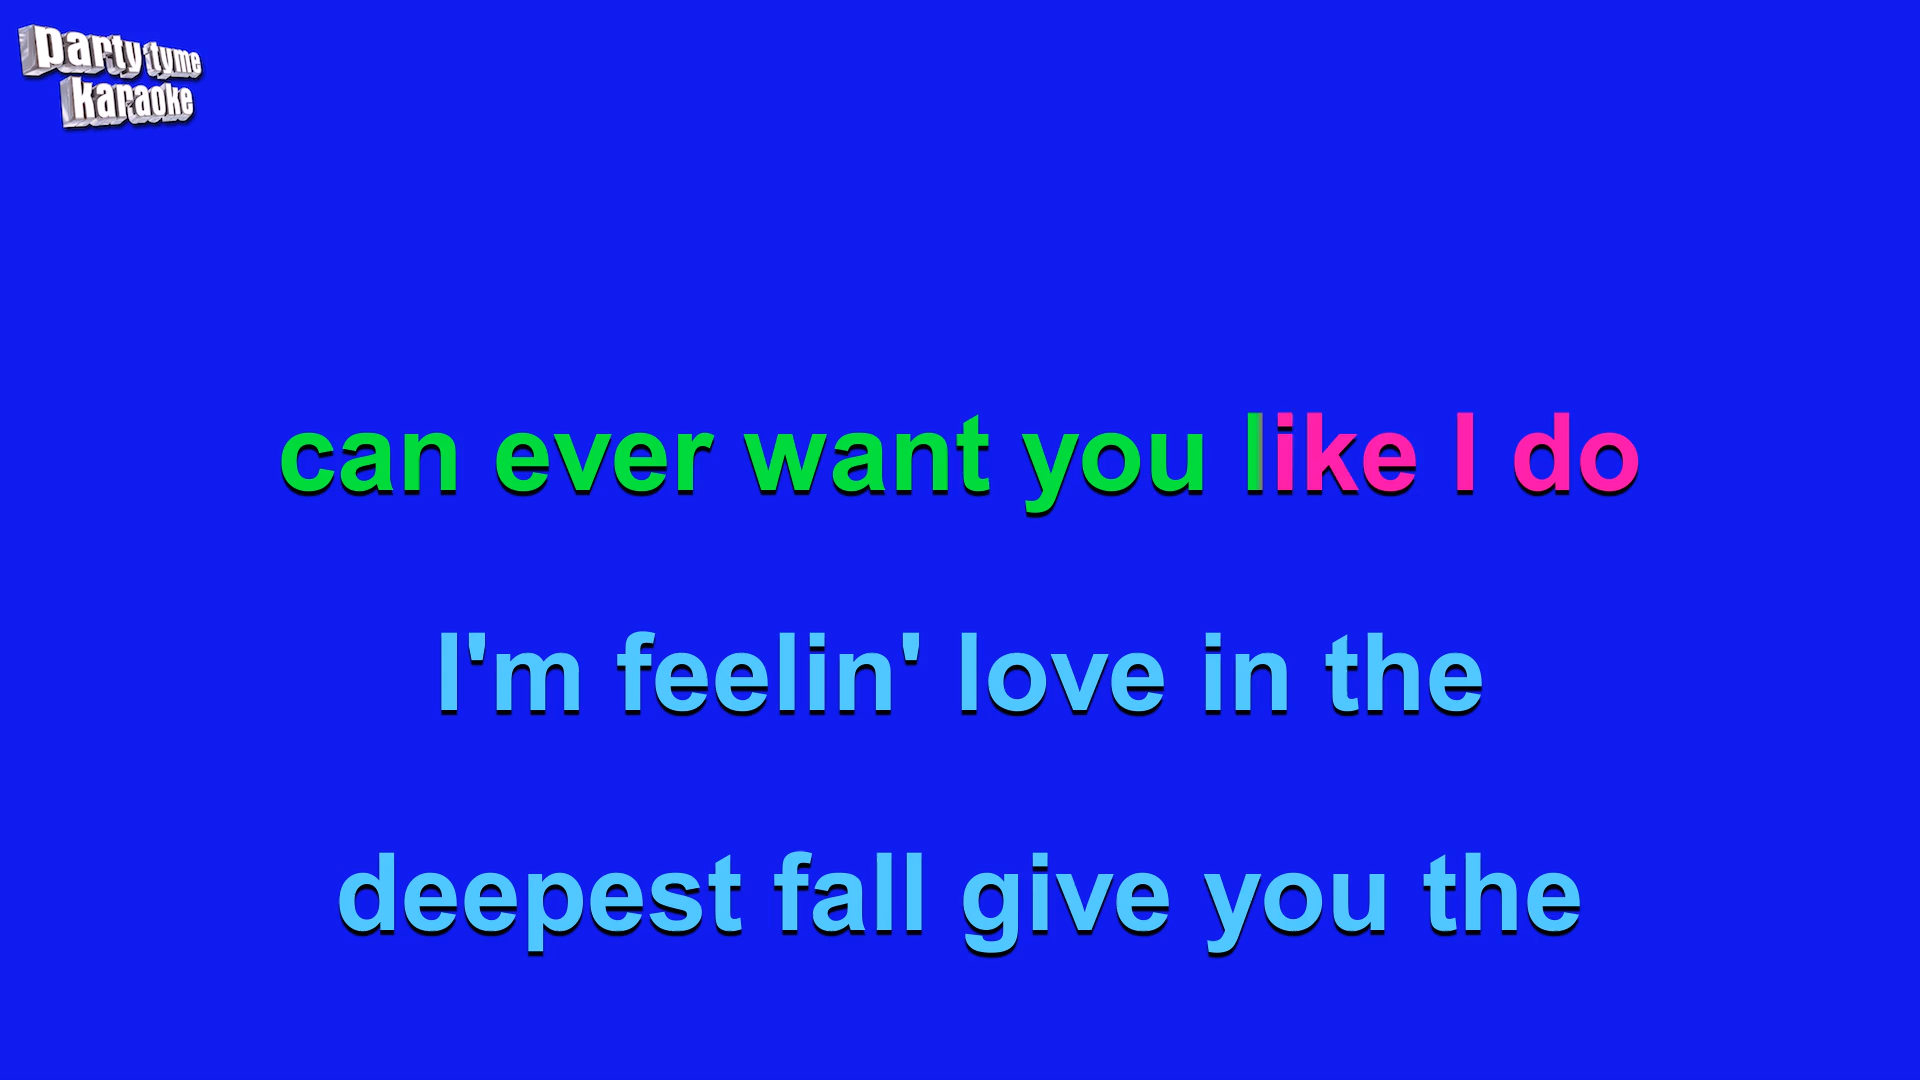 party tyme
karaoke
can ever want you like I do
I'm feelin' love in the
deepest fall give you the